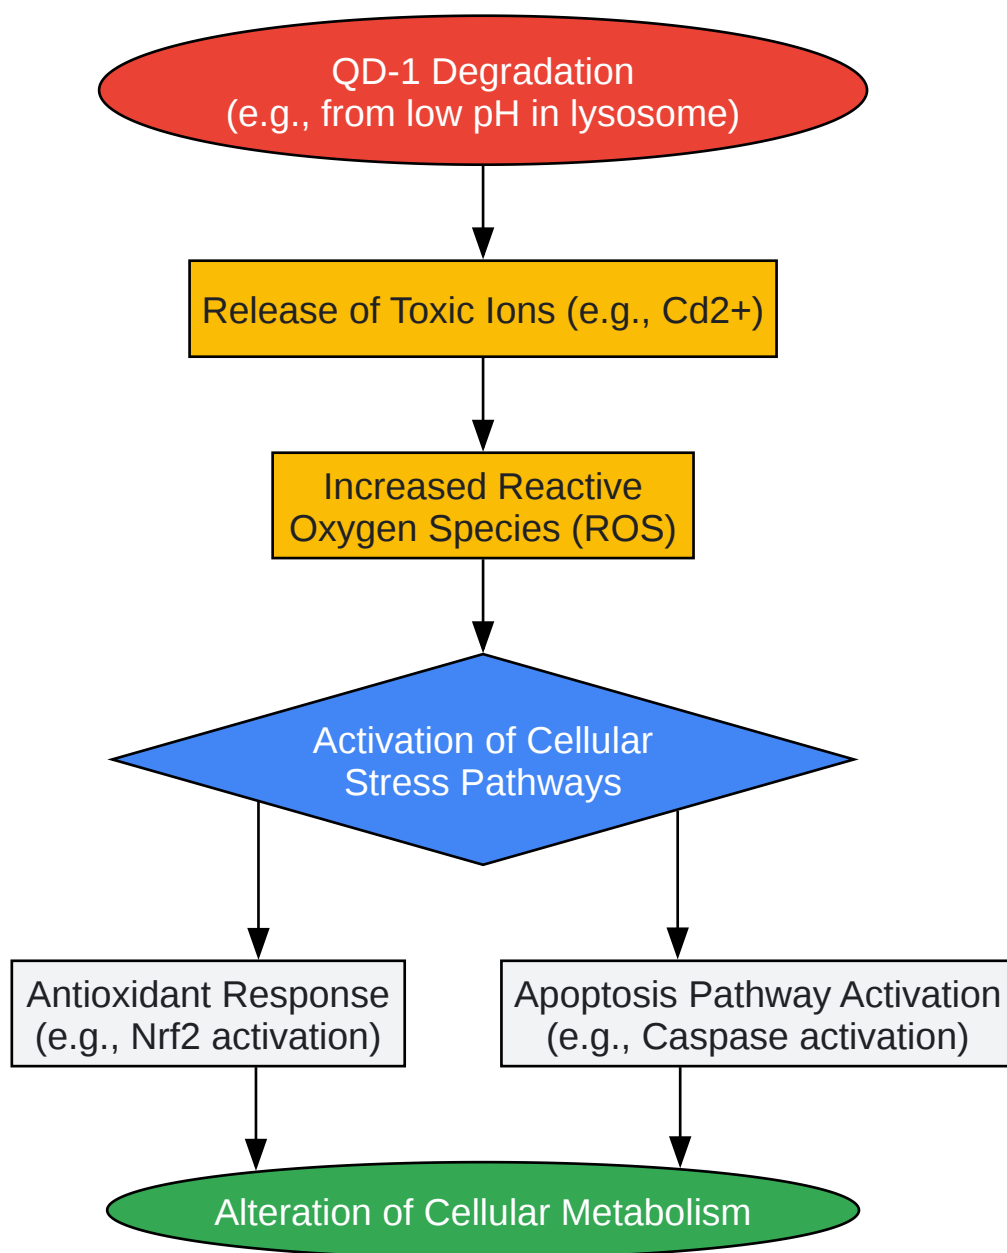 QD-1 Degradation
(e.g., from low pH in lysosome)
Release of Toxic Ions (e.g., Cd2+)
Increased Reactive
Oxygen Species (ROS)
Activation of Cellular
Stress Pathways
Antioxidant Response
(e.g., Nrf2 activation)
Apoptosis Pathway Activation
(e.g., Caspase activation)
Alteration of Cellular Metabolism